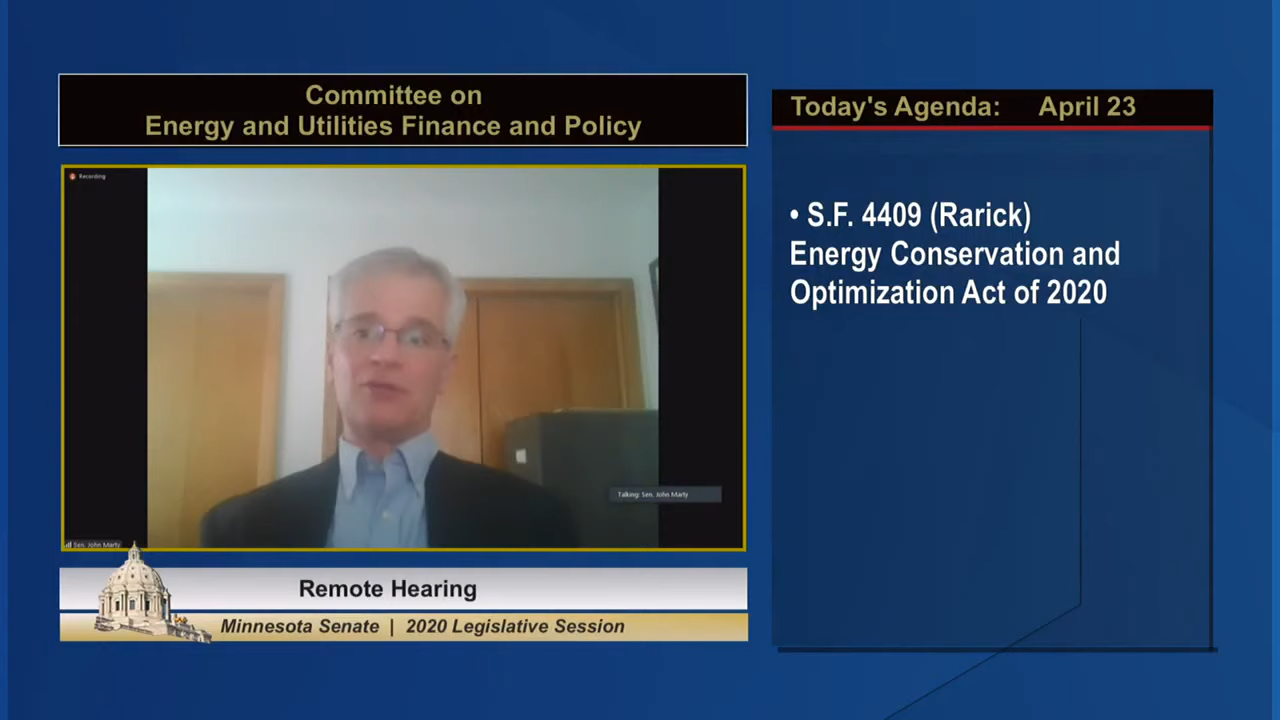 Committee on
Energy and Utilities Finance and Policy
Today's Agenda: April 23
Recording
• S.F. 4409 (Rarick)
Energy Conservation and
Optimization Act of 2020
Talking: Sen. John Marty
Sen. John Marty
Remote Hearing
Minnesota Senate | 2020 Legislative Session